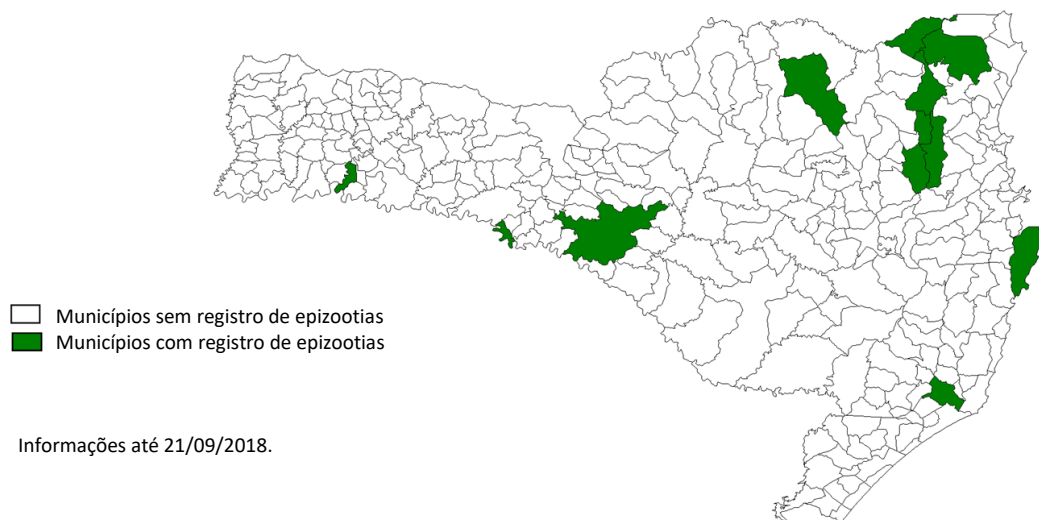 Municípios sem registro de epizootias
Municípios com registro de epizootias
Informações até 21/09/2018.